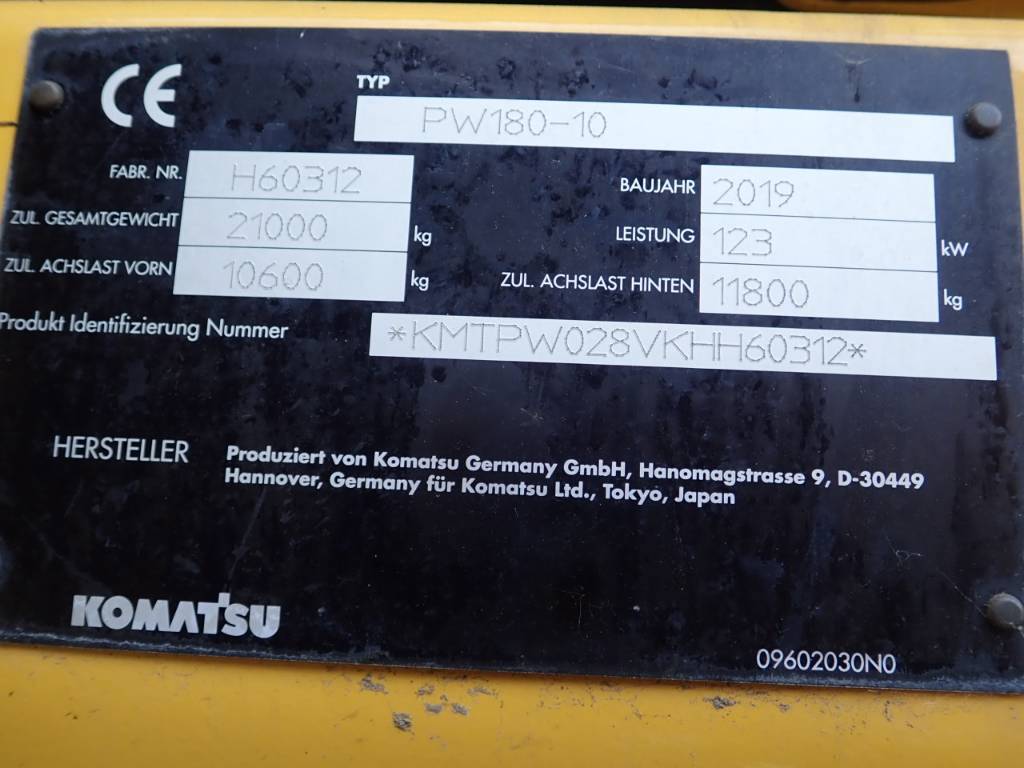 CE
TYP PW180-10
FABR. NR. H60312
BAUJAHR 2019
ZUL. GESAMTGEWICHT 21000 kg
LEISTUNG 123 kW
ZUL. ACHSLAST VORN 10600 kg
ZUL. ACHSLAST HINTEN 11800 kg
Produkt Identifizierung Nummer *KMTPW028VKHH60312*
HERSTELLER Produziert von Komatsu Germany GmbH, Hanomagstrasse 9, D-30449
Hannover, Germany für Komatsu Ltd., Tokyo, Japan
KOMATSU
09602030N0